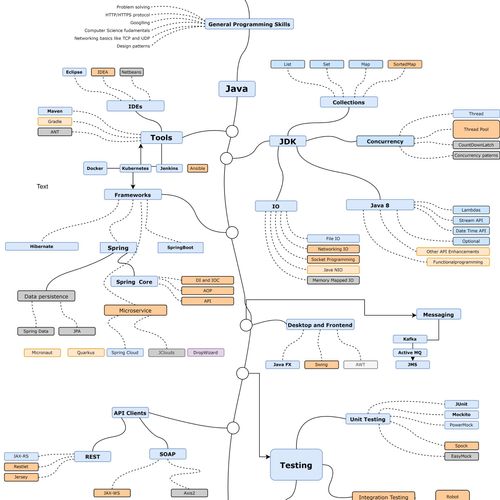 Problem solving
HTTP/HTTPS protocol
Googling
Computer Science fudamentals
Networking basics like TCP and UDP
Design patterns
General Programming Skills
Java
Eclipse
IDEA
Netbeans
IDEs
Maven
Gradle
ANT
Tools
Docker
Kubernetes
Jenkins
Ansible
Text
List
Set
Map
SortedMap
Collections
JDK
Concurrency
Thread
Thread Pool
CountDownLatch
Concurrency paterns
Frameworks
Hibernate
Spring
SpringBoot
Spring Core
DI and IOC
AOP
API
Data persistence
Microservice
Spring Data
JPA
Micronaut
Quarkus
Spring Cloud
JClouds
DropWizard
IO
File IO
Networking IO
Socket Programming
Java NIO
Memory Mapped IO
Java 8
Lambdas
Stream API
Date Time API
Optional
Other API Enhancements
Functionalprogramming
Desktop and Frontend
Java FX
Swing
AWT
Messaging
Kafka
Active MQ
JMS
API Clients
REST
SOAP
JAX-RS
Restlet
Jersey
JAX-WS
Axis2
Testing
Unit Testing
JUnit
Mockito
PowerMock
Spock
EasyMock
Integration Testing
Robot